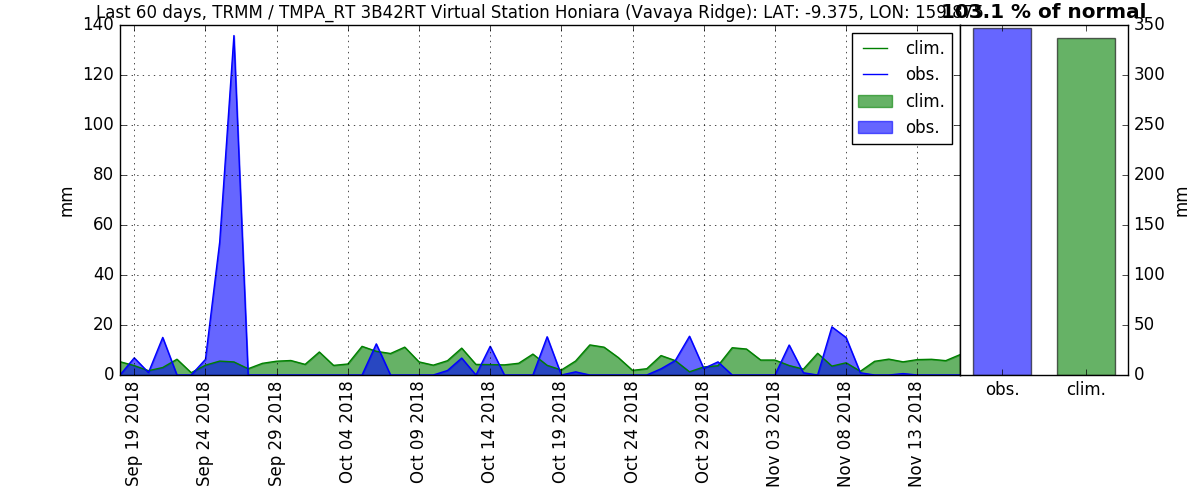 Last 60 days, TRMM / TMPA_RT 3B42RT Virtual Station Honiara (Vavaya Ridge): LAT: -9.375, LON:
103.1 % of normal
140
120
100
80
60
40
20
0
mm
clim.
obs.
clim.
obs.
350
300
250
200
150
100
50
0
mm
Sep 19 2018
Sep 24 2018
Sep 29 2018
Oct 04 2018
Oct 09 2018
Oct 14 2018
Oct 19 2018
Oct 24 2018
Oct 29 2018
Nov 03 2018
Nov 08 2018
Nov 13 2018
obs.
clim.